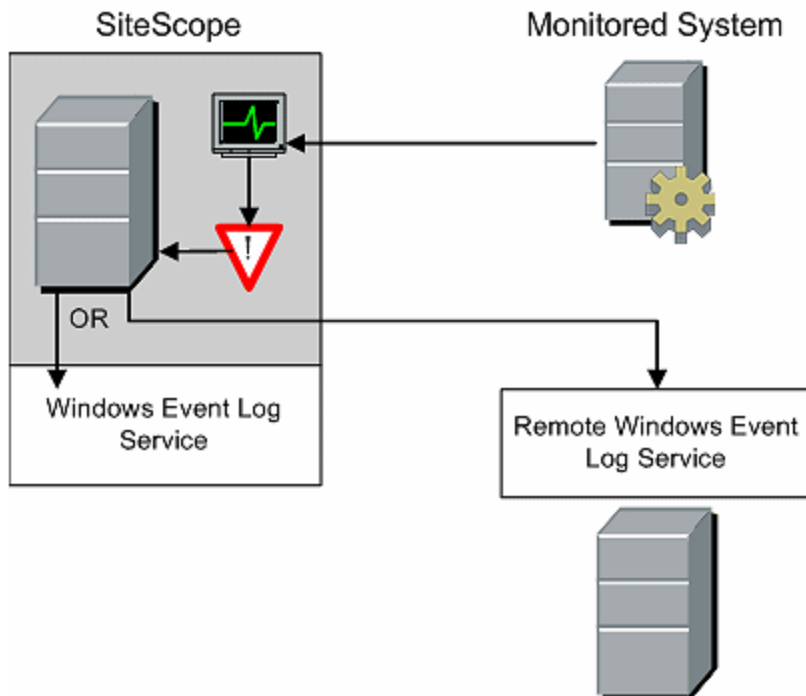 SiteScope
Monitored System
!
OR
Windows Event Log
Service
Remote Windows Event
Log Service